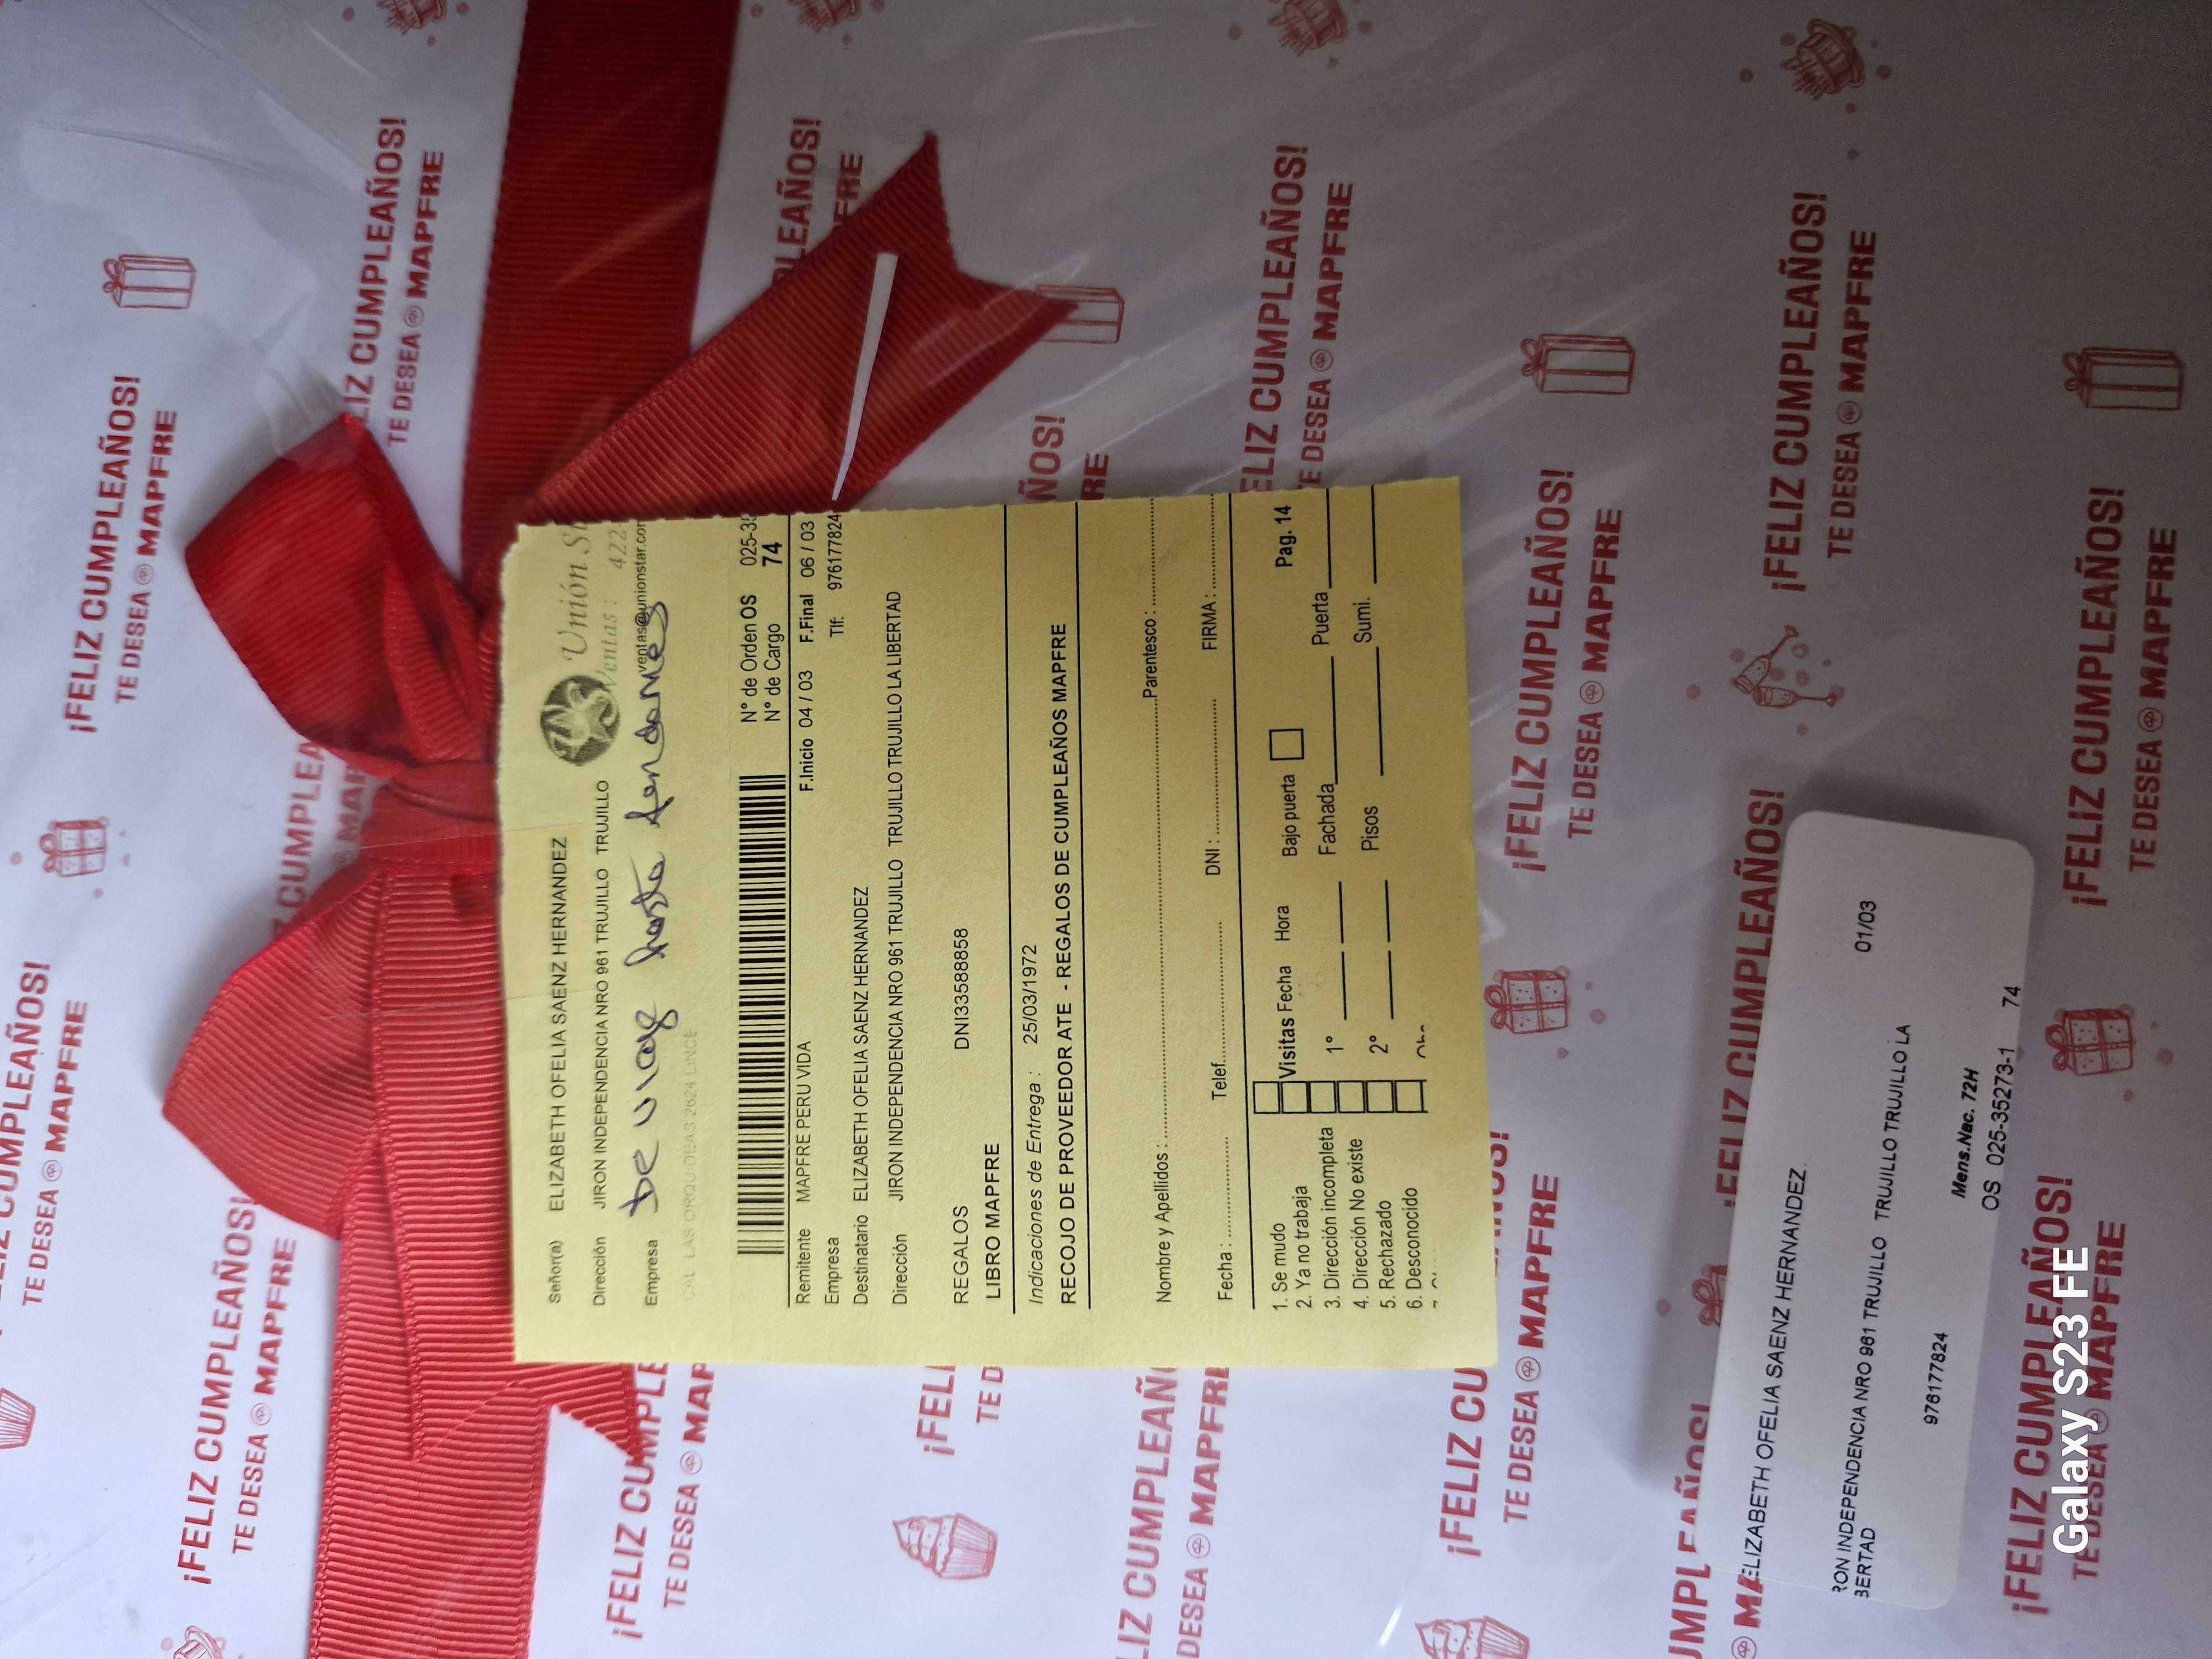 ¡FELIZ CUMPLEAÑOS!
TE DESEA MAPFRE
Unión
Ventas : 422
ventas@unionstar.com
Señor(a) ELIZABETH OFELIA SAENZ HERNANDEZ
Dirección JIRON INDEPENDENCIA NRO 961 TRUJILLO TRUJILLO
Empresa
De viaje hasta
N° de Orden OS 025-35
N° de Cargo 74
Remitente MAPFRE PERU VIDA F.Inicio 04 / 03 F.Final 06 / 03
Empresa Tlf: 976177824
Destinatario ELIZABETH OFELIA SAENZ HERNANDEZ
Dirección JIRON INDEPENDENCIA NRO 961 TRUJILLO TRUJILLO TRUJILLO LA LIBERTAD
REGALOS DNI33588858
LIBRO MAPFRE
Indicaciones de Entrega : 25/03/1972
RECOJO DE PROVEEDOR ATE - REGALOS DE CUMPLEAÑOS MAPFRE
Nombre y Apellidos : Parentesco :
Fecha : Telef. DNI : FIRMA :
1. Se mudo
2. Ya no trabaja Visitas Fecha Hora Bajo puerta Pag. 14
3. Dirección incompleta 1° Fachada Puerta
4. Dirección No existe
5. Rechazado 2° Pisos Sumi.
6. Desconocido
ELIZABETH OFELIA SAENZ HERNANDEZ
RON INDEPENDENCIA NRO 961 TRUJILLO TRUJILLO TRUJILLO LA
BERTAD 01/03
976177824
Mens.Nac. 72H
OS 025-35273-1 74
Galaxy S23 FE